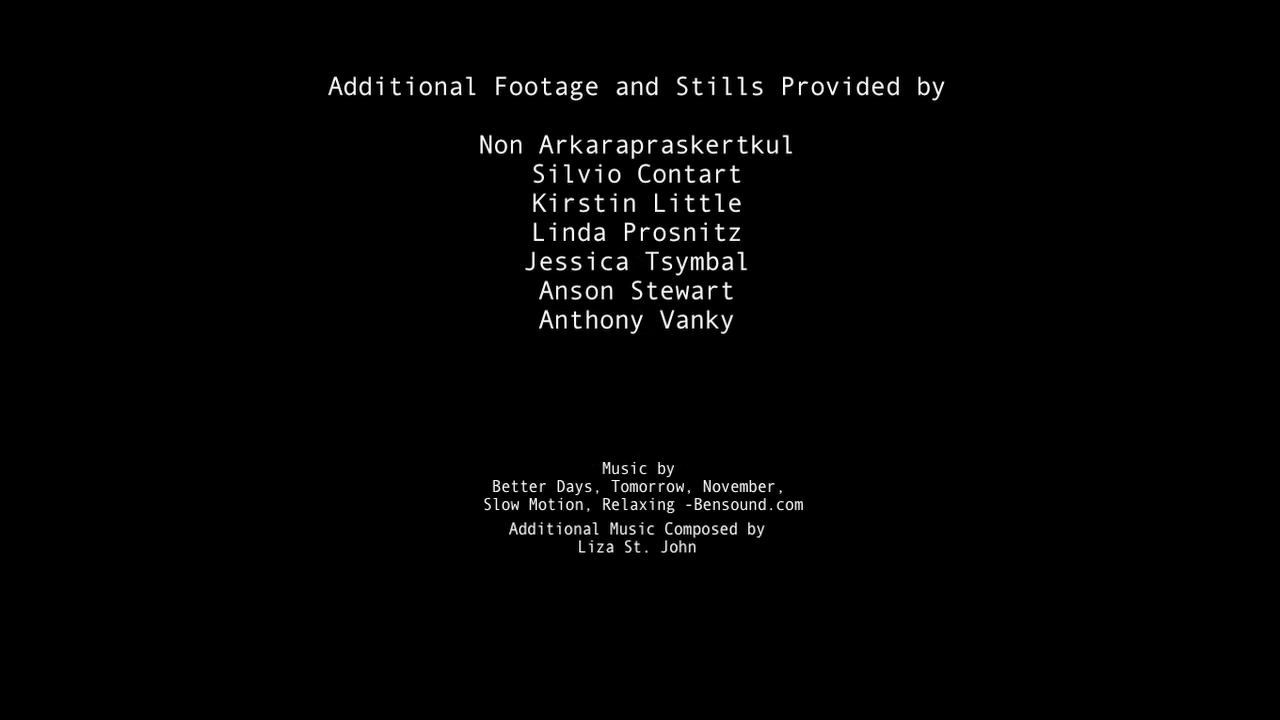 Additional Footage and Stills Provided by
Non Arkarapraskertkul
Silvio Contart
Kirstin Little
Linda Prosnitz
Jessica Tsymbal
Anson Stewart
Anthony Vanky
Music by
Better Days, Tomorrow, November,
Slow Motion, Relaxing -Bensound.com
Additional Music Composed by
Liza St. John